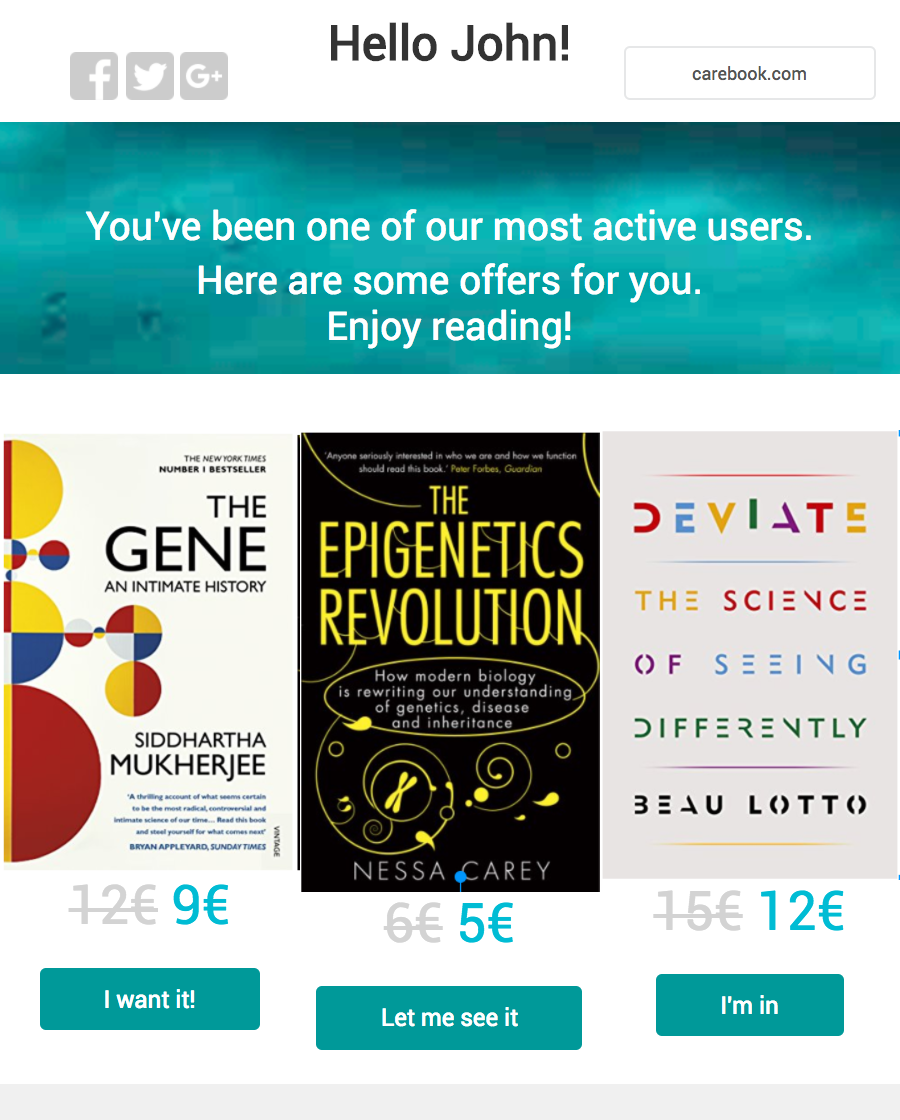 Hello John!
carebook.com
You've been one of our most active users.
Here are some offers for you.
Enjoy reading!
THE NEW YORK TIMES
NUMBER 1 BESTSELLER
THE
GENE
AN INTIMATE HISTORY
SIDDHARTHA
MUKHERJEE
'A thrilling account of what seems certain
to be the most radical, controversial and
intimate science of our time... Read this book
and steel yourself for what comes next'
BRYAN APPLEYARD, SUNDAY TIMES
VINTAGE
'Anyone seriously interested in who we are and how we function
should read this book.' Peter Forbes, Guardian
THE
EPIGENETICS
REVOLUTION
How modern biology
is rewriting our understanding
of genetics, disease
and inheritance
NESSA CAREY
DEVIATE
THE SCIENCE
OF SEEING
DIFFERENTLY
BEAU LOTTO
12€ 9€
6€ 5€
15€ 12€
I want it!
Let me see it
I'm in